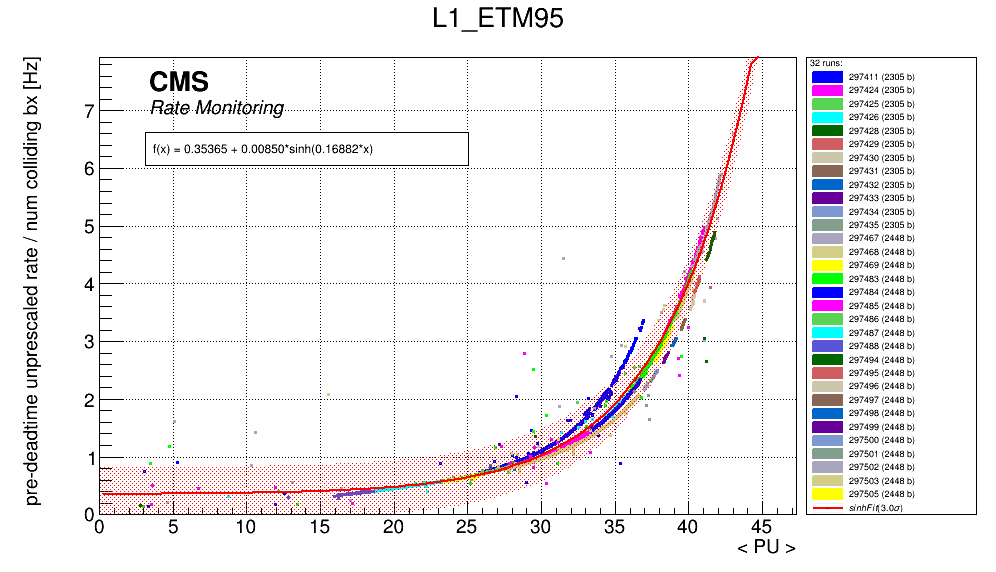 L1_ETM95
pre-deadtime unprescaled rate / num colliding bx [Hz]
CMS
Rate Monitoring
f(x) = 0.35365 + 0.00850*sinh(0.16882*x)
7
6
5
4
3
2
1
0
0 5 10 15 20 25 30 35 40 45
< PU >
32 runs:
297411 (2305 b)
297424 (2305 b)
297425 (2305 b)
297426 (2305 b)
297428 (2305 b)
297429 (2305 b)
297430 (2305 b)
297431 (2305 b)
297432 (2305 b)
297433 (2305 b)
297434 (2305 b)
297435 (2305 b)
297467 (2448 b)
297468 (2448 b)
297469 (2448 b)
297483 (2448 b)
297484 (2448 b)
297485 (2448 b)
297486 (2448 b)
297487 (2448 b)
297488 (2448 b)
297494 (2448 b)
297495 (2448 b)
297496 (2448 b)
297497 (2448 b)
297498 (2448 b)
297499 (2448 b)
297500 (2448 b)
297501 (2448 b)
297502 (2448 b)
297503 (2448 b)
297505 (2448 b)
sinhFit(3.0σ)